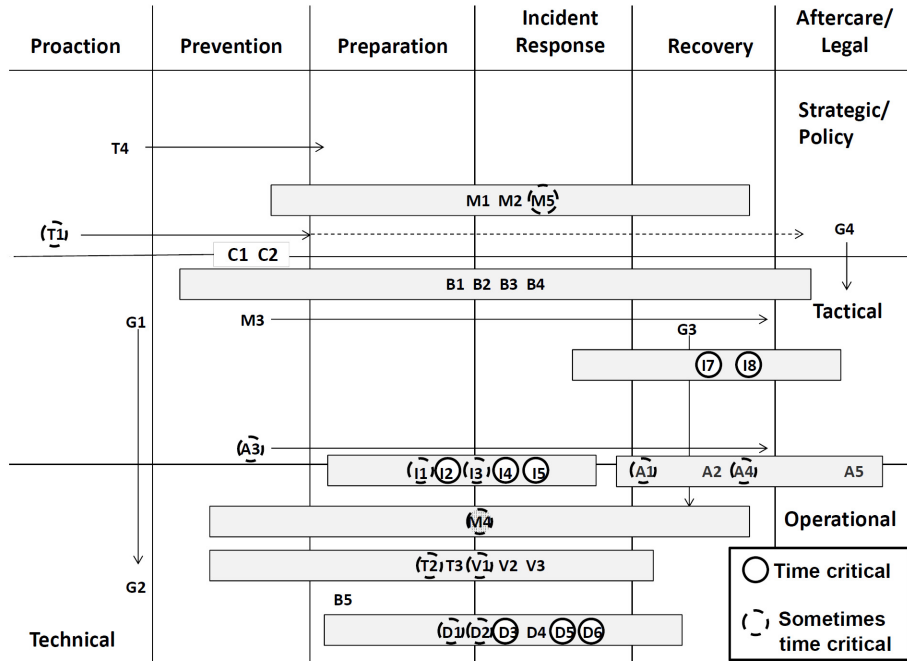 Proaction Prevention Preparation Incident Response Recovery Aftercare/ Legal
Strategic/
Policy
T4
M1 M2 M5
T1
G4
C1 C2
B1 B2 B3 B4
Tactical
G1 M3
G3
I7 I8
A3
I1 I2 I3 I4 I5 A1 A2 A4 A5
M4 Operational
T2 T3 V1 V2 V3
Time critical
G2
B5
Sometimes
time critical
Technical D1 D2 D3 D4 D5 D6